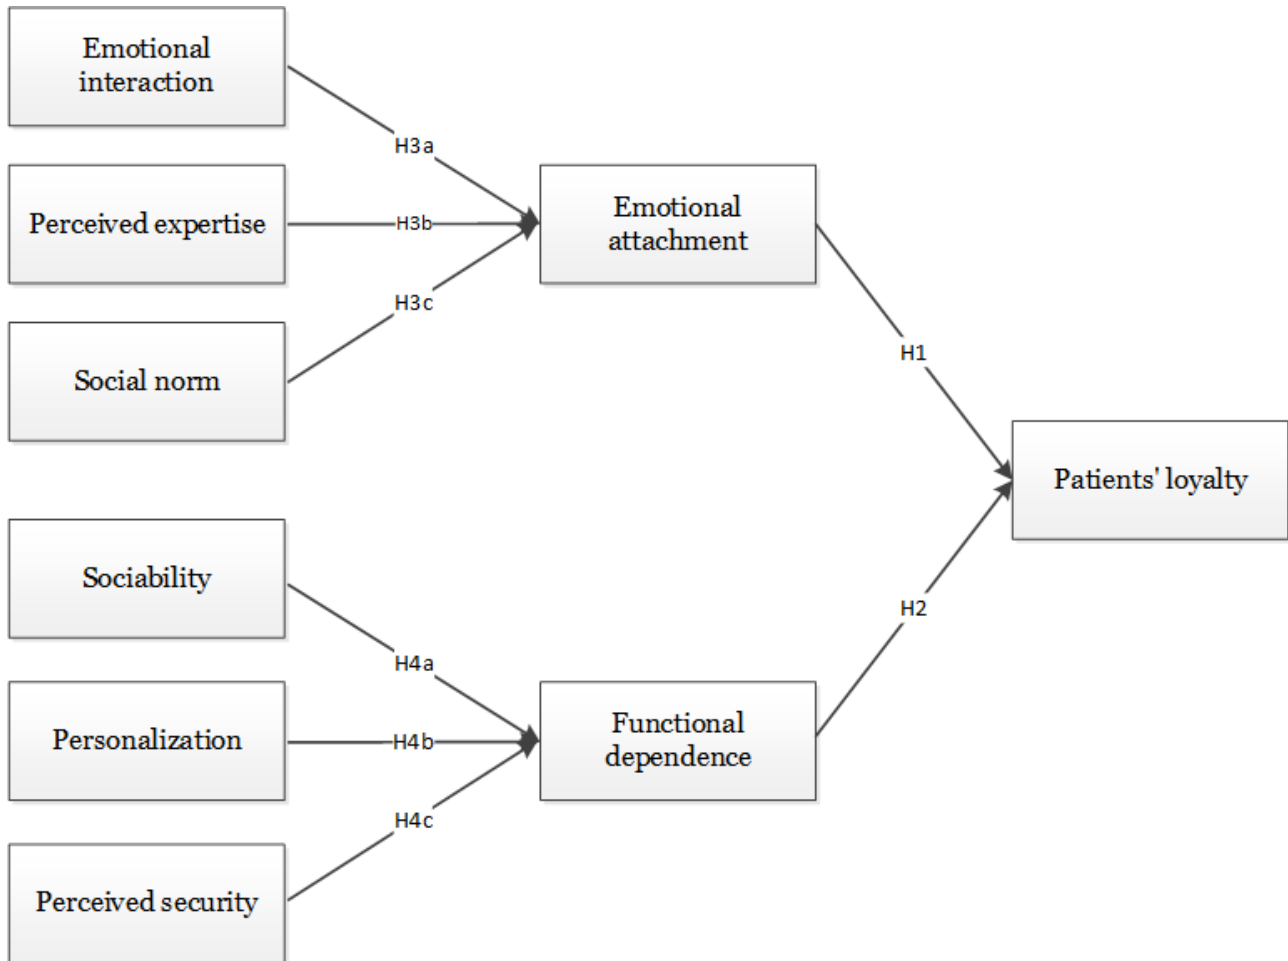 Emotional
interaction
H3a
Perceived expertise
H3b
Emotional
attachment
H3c
Social norm
H1
Patients' loyalty
Sociability
H2
H4a
Personalization
H4b
Functional
dependence
H4c
Perceived security